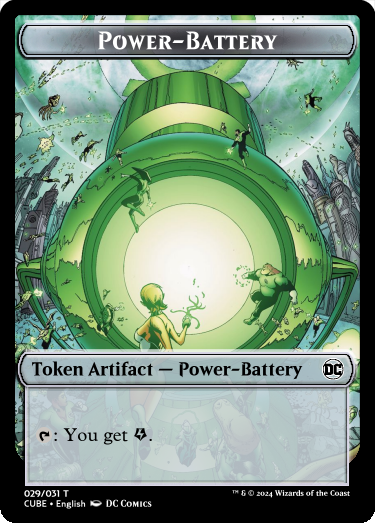 Power-Battery
Token Artifact — Power-Battery
DC
: You get .
029/031 T
CUBE • English DC Comics
™ & © 2024 Wizards of the Coast